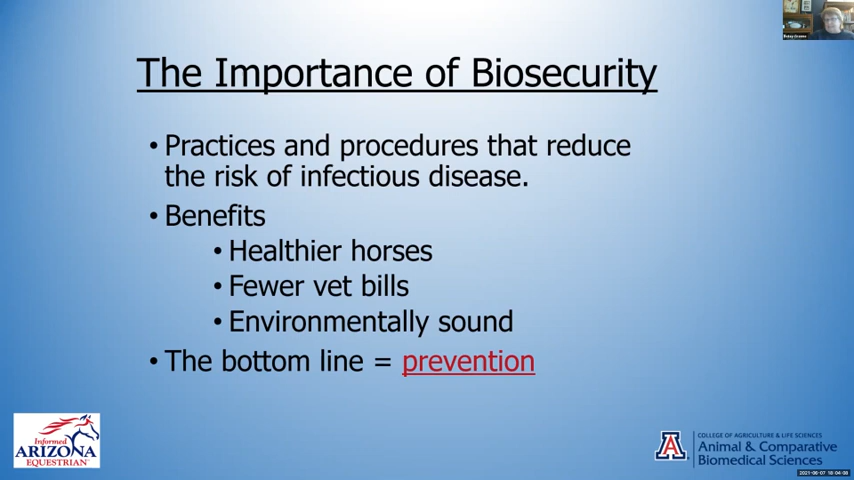 The Importance of Biosecurity
• Practices and procedures that reduce
the risk of infectious disease.
• Benefits
• Healthier horses
• Fewer vet bills
• Environmentally sound
• The bottom line = prevention
Informed
ARIZONA
EQUESTRIAN
A
COLLEGE OF AGRICULTURE & LIFE SCIENCES
Animal & Comparative
Biomedical Sciences